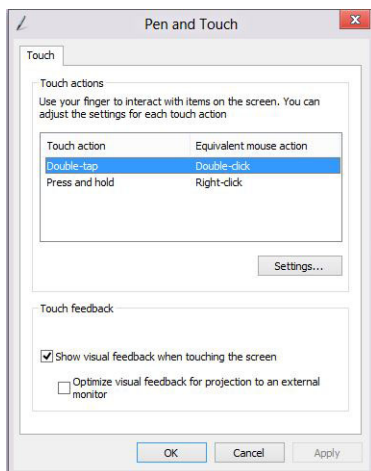 Pen and Touch
Touch
Touch actions
Use your finger to interact with items on the screen. You can
adjust the settings for each touch action
Touch action Equivalent mouse action
Double-tap Double-click
Press and hold Right-click
Settings...
Touch feedback
Show visual feedback when touching the screen
Optimize visual feedback for projection to an external
monitor
OK Cancel Apply